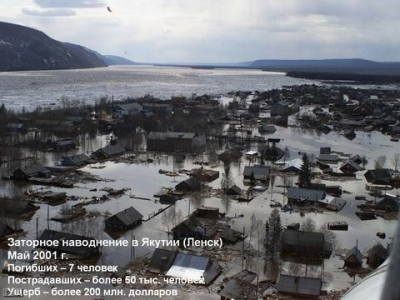 Заторное наводнение в Якутии (Ленск)
Май 2001 г.
Погибших – 7 человек
Пострадавших – более 50 тыс. человек
Ущерб – более 200 млн. долларов